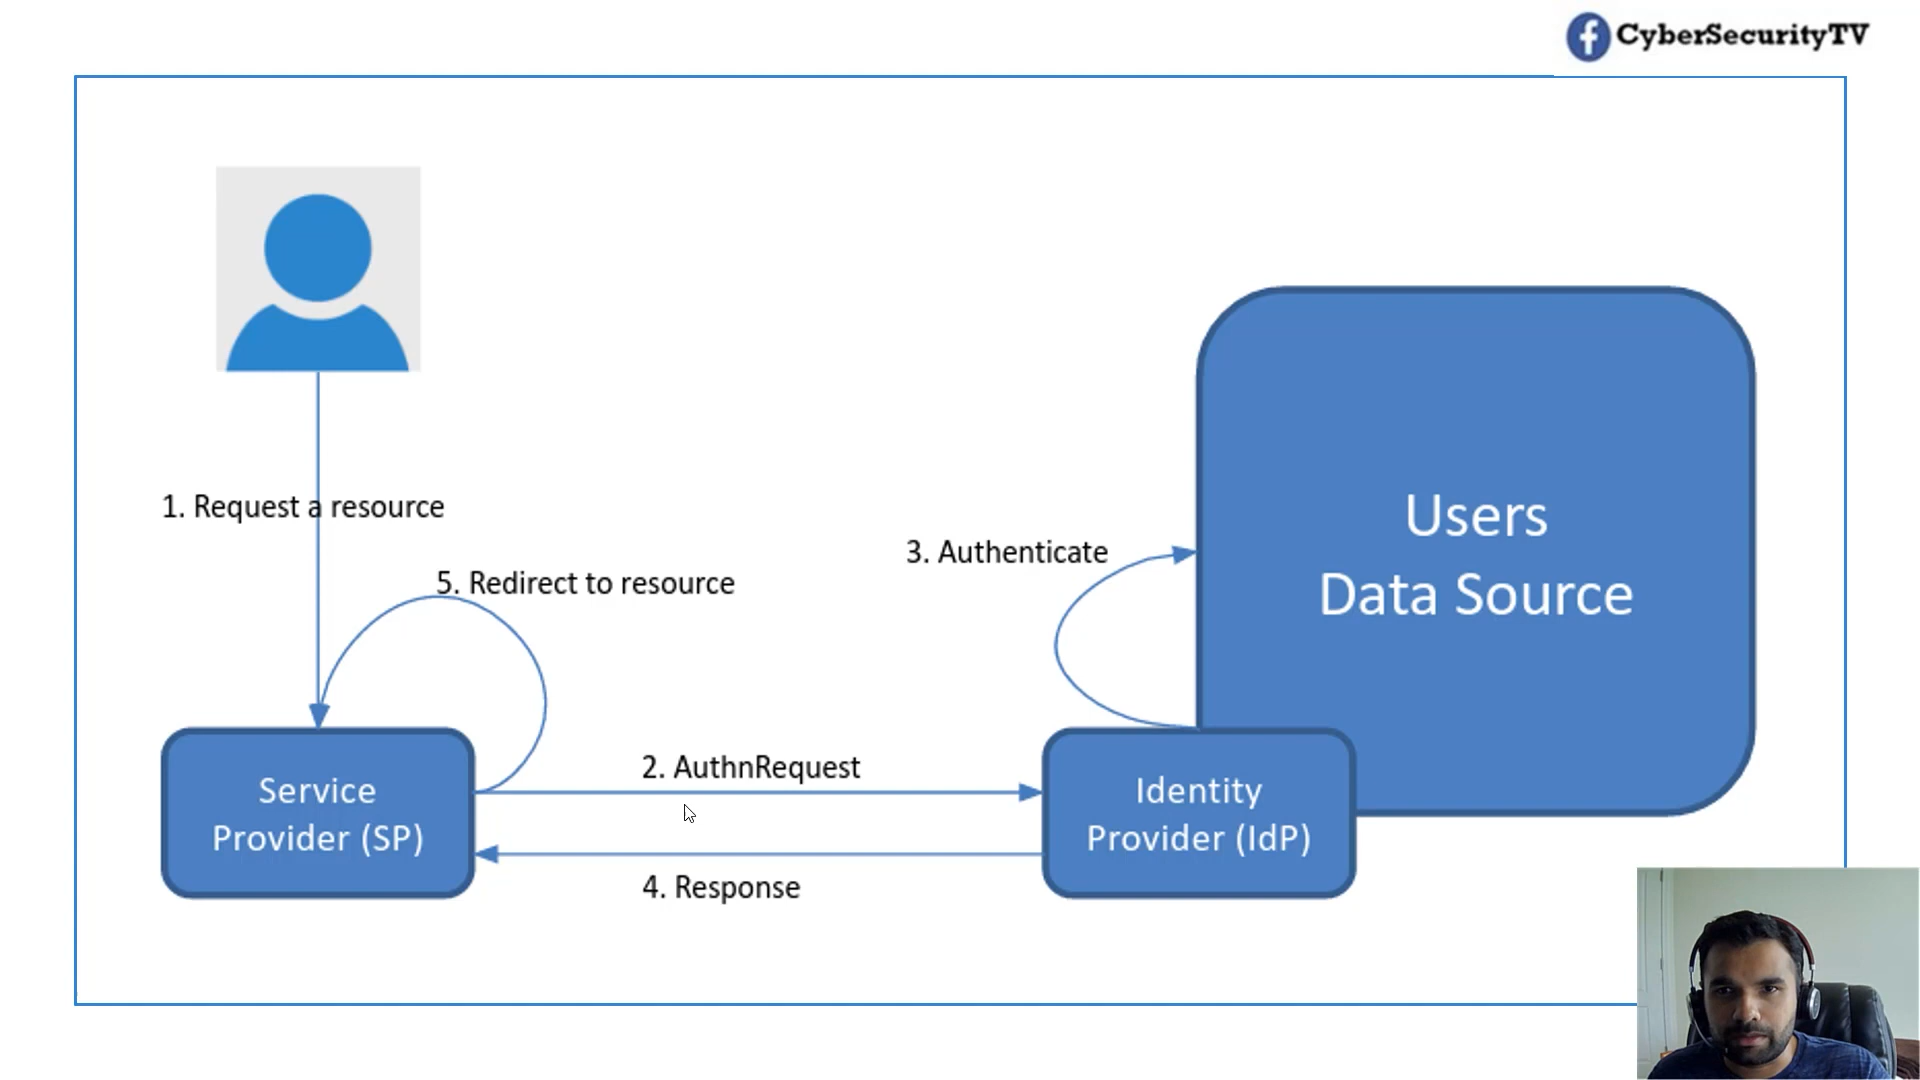 CyberSecurityTV
1. Request a resource
5. Redirect to resource
3. Authenticate
Users
Data Source
2. AuthnRequest
Service
Provider (SP)
Identity
Provider (IdP)
4. Response